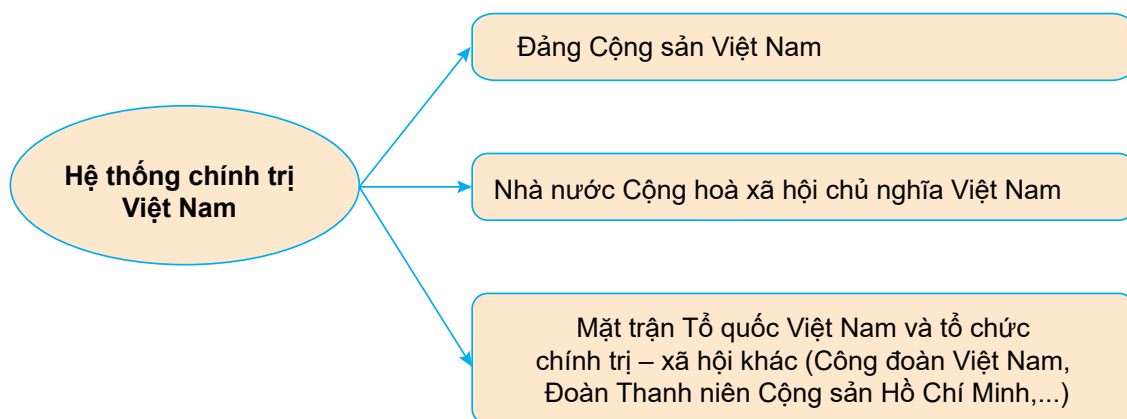 Đảng Cộng sản Việt Nam
Hệ thống chính trị
Việt Nam
Nhà nước Cộng hoà xã hội chủ nghĩa Việt Nam
Mặt trận Tổ quốc Việt Nam và tổ chức
chính trị – xã hội khác (Công đoàn Việt Nam,
Đoàn Thanh niên Cộng sản Hồ Chí Minh,...)